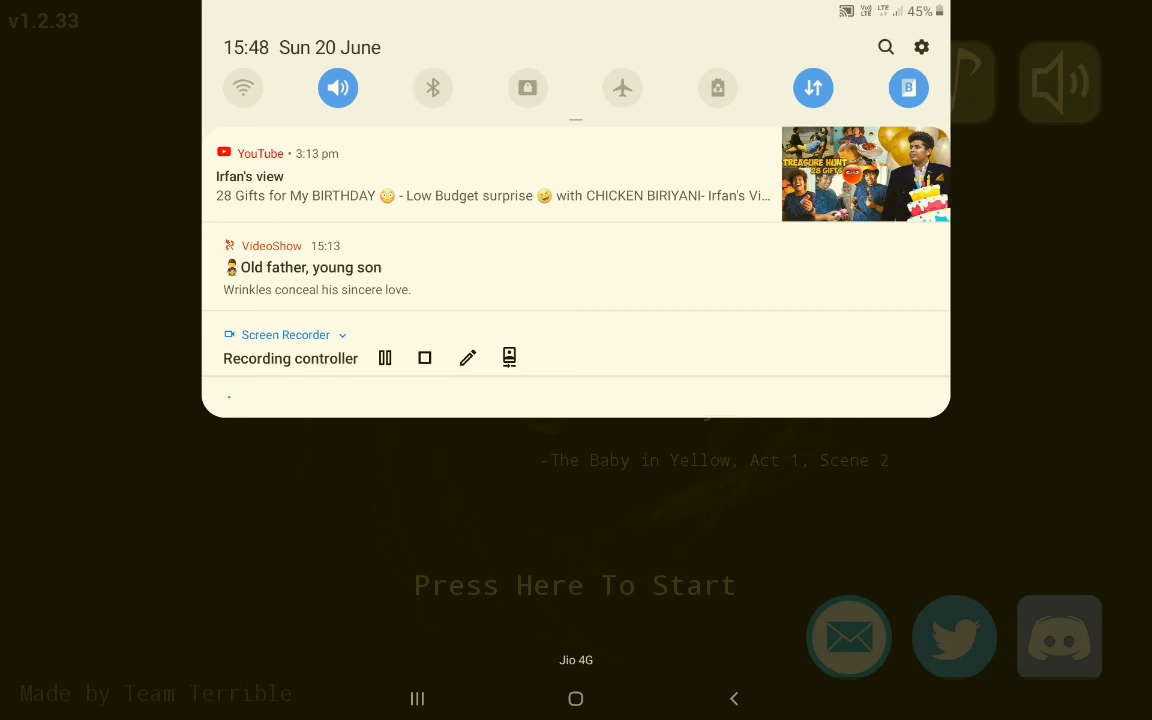 v1.2.33
45%
15:48 Sun 20 June
YouTube • 3:13 pm
Irfan's view
28 Gifts for My BIRTHDAY 😳 - Low Budget surprise 🤣 with CHICKEN BIRIYANI- Irfan's Vi...
TREASURE HUNT
28 GIFTS
VideoShow 15:13
Old father, young son
Wrinkles conceal his sincere love.
Screen Recorder
Recording controller
-The Baby in Yellow, Act 1, Scene 2
Press Here To Start
Jio 4G
Made by Team Terrible